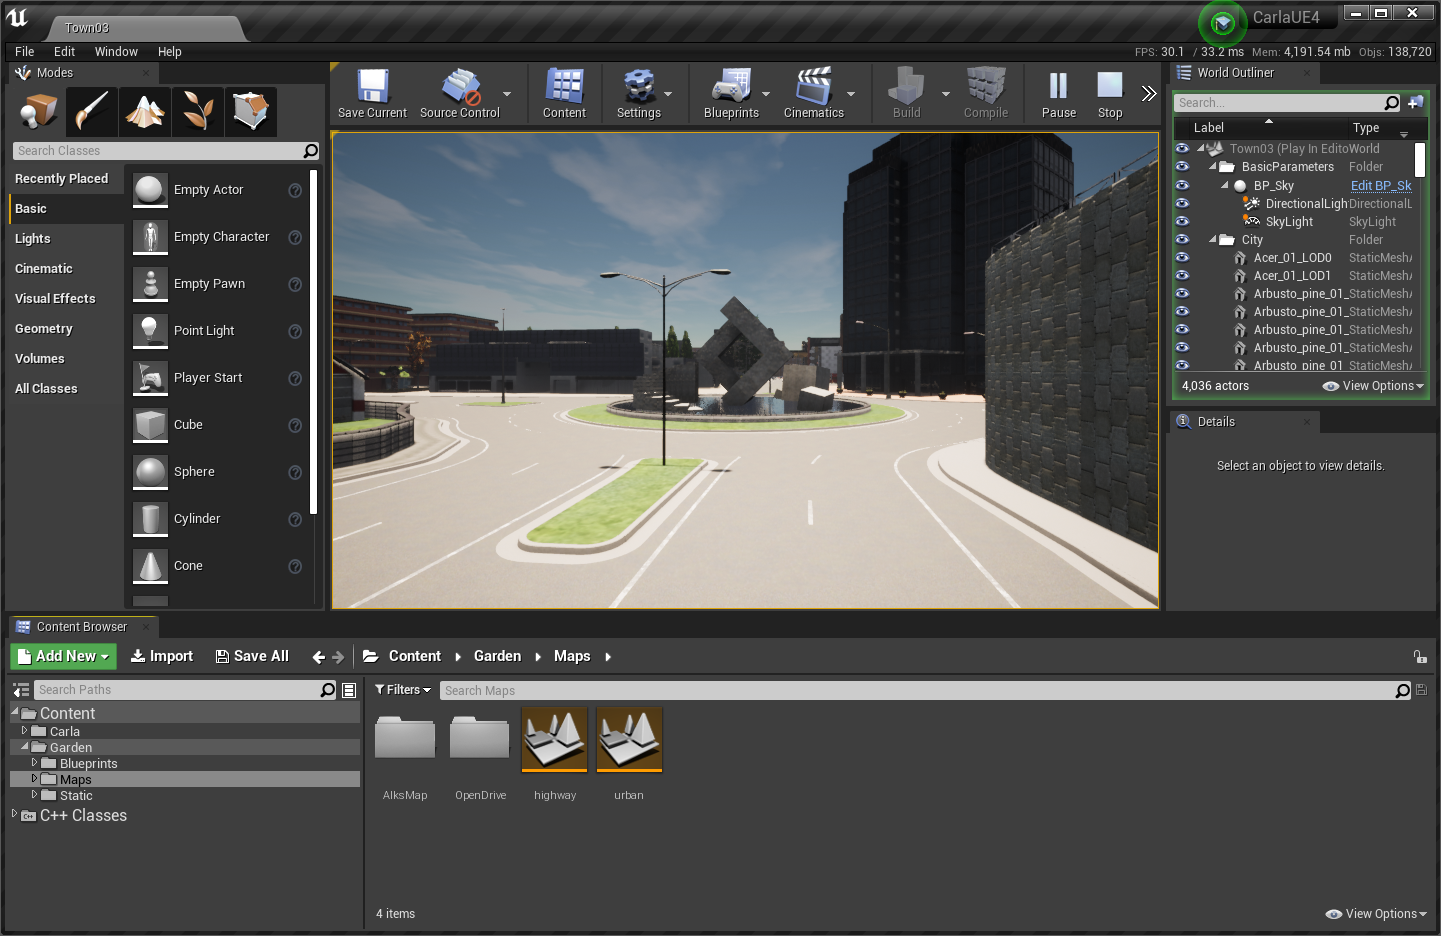 Town03
CarlaUE4
File Edit Window Help
FPS: 30.1 / 33.2 ms Mem: 4,191.54 mb Objs: 138,720
Modes
Search Classes
Recently Placed
Basic
Lights
Cinematic
Visual Effects
Geometry
Volumes
All Classes
Empty Actor
Empty Character
Empty Pawn
Point Light
Player Start
Cube
Sphere
Cylinder
Cone
Save Current
Source Control
Content
Settings
Blueprints
Cinematics
Build
Compile
Pause
Stop
World Outliner
Search...
Label Type
Town03 (Play In Edito World
BasicParameters Folder
BP_Sky Edit BP_Sk
DirectionalLigh DirectionalL
SkyLight SkyLight
City Folder
Acer_01_LOD0 StaticMesh
Acer_01_LOD1 StaticMesh
Arbusto_pine_01_ StaticMesh
Arbusto_pine_01_ StaticMesh
Arbusto_pine_01_ StaticMesh
Arbusto_pine_01_ StaticMesh
Arbusto_pine_01 StaticMesh
4,036 actors
View Options
Details
Select an object to view details.
Content Browser
Add New Import Save All Content Garden Maps
Search Paths
Content
Carla
Garden
Blueprints
Maps
Static
C++ Classes
Filters
Search Maps
AlksMap
OpenDrive
highway
urban
4 items
View Options